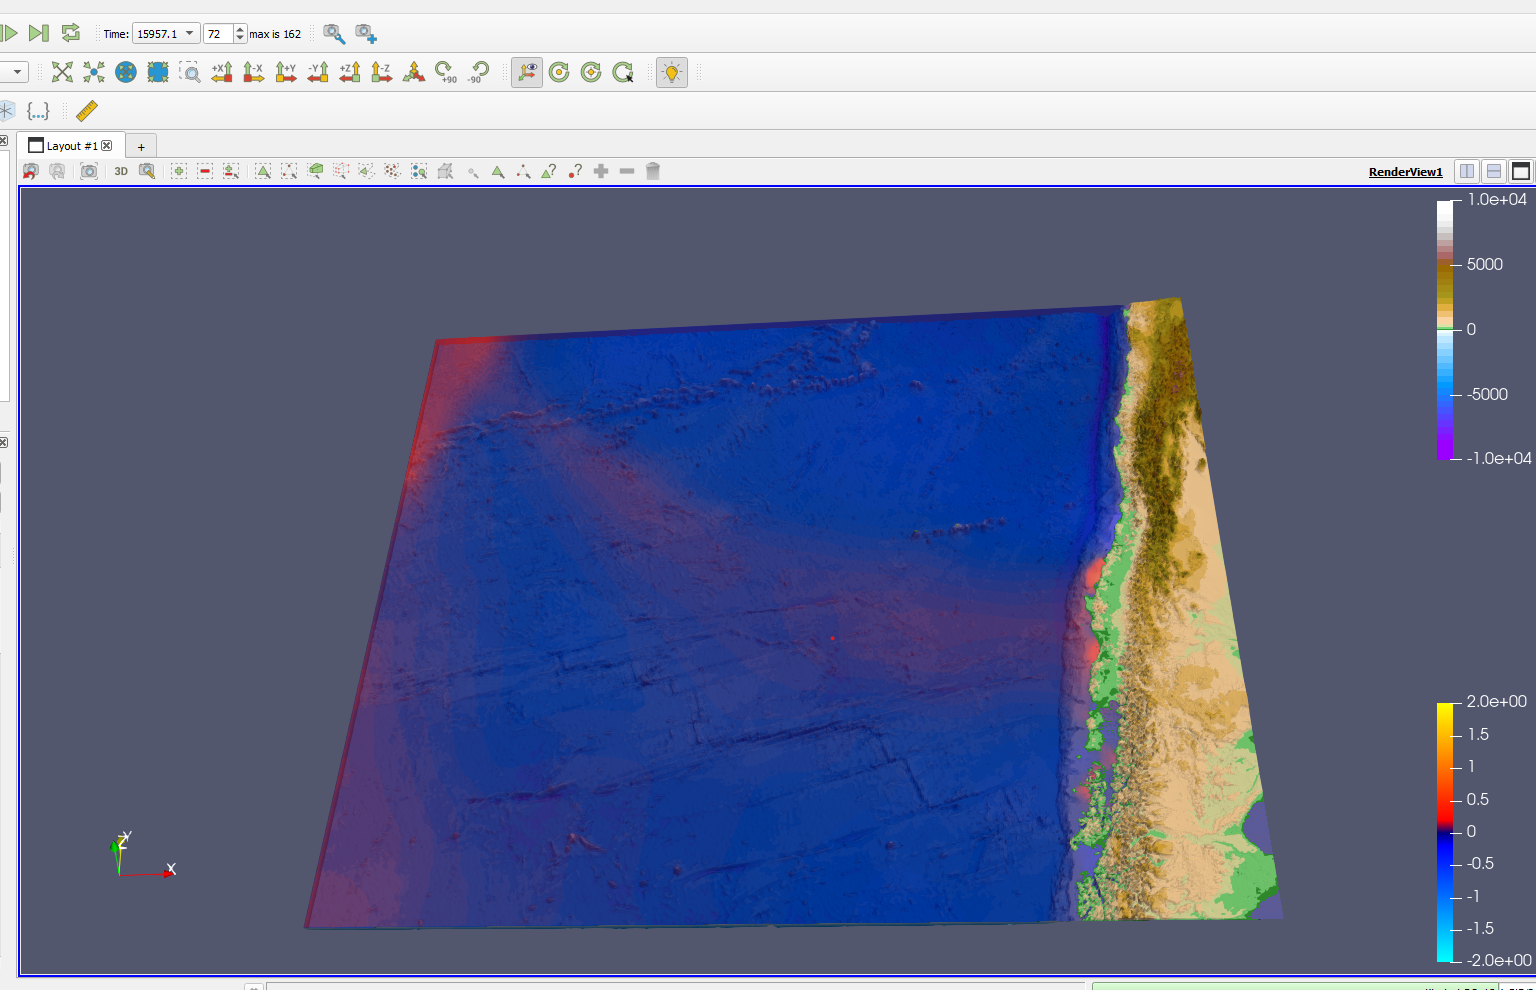 Time: 15957.1 72 max is 162
+X -X +Y -Y +Z -Z +90 -90
{...}
Layout #1 +
3D ? ? RenderView1
1.0e+04
5000
0
-5000
-1.0e+04
2.0e+00
1.5
1
0.5
0
-0.5
-1
-1.5
-2.0e+00
Y
Z
X